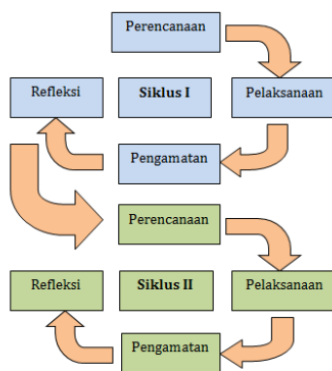 Perencanaan
Refleksi
Siklus I
Pelaksanaan
Pengamatan
Perencanaan
Refleksi
Siklus II
Pelaksanaan
Pengamatan